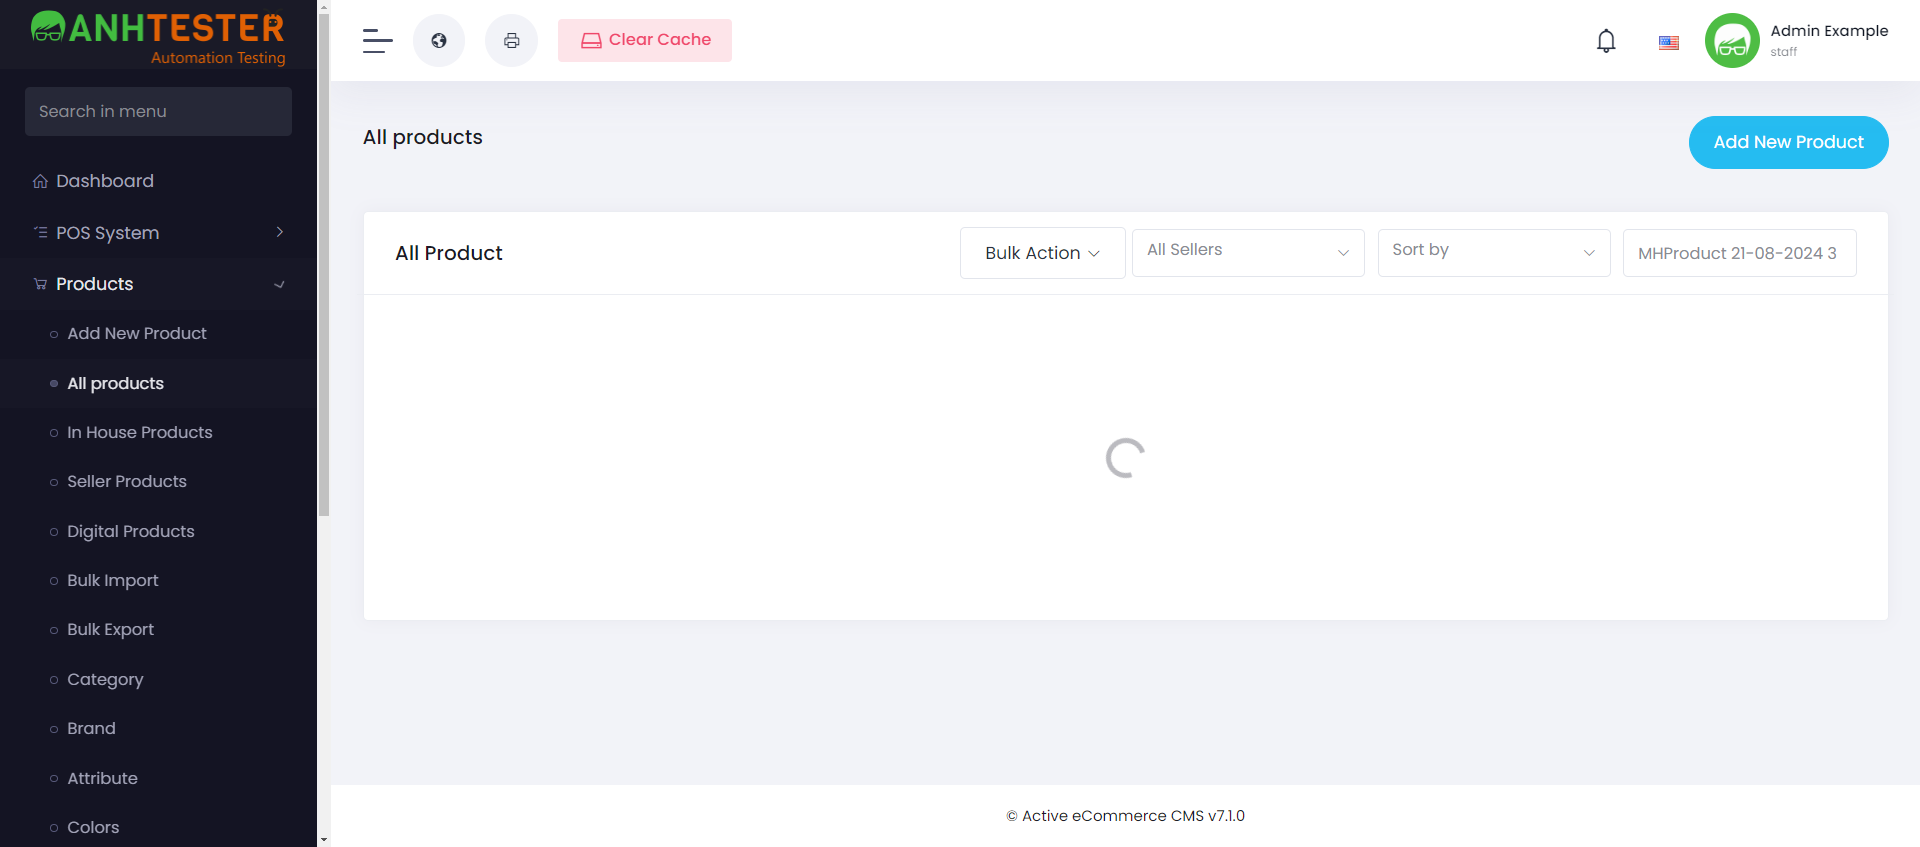 ANHTESTER
Automation Testing
Search in menu
Dashboard
POS System
Products
Add New Product
All products
In House Products
Seller Products
Digital Products
Bulk Import
Bulk Export
Category
Brand
Attribute
Colors
Clear Cache
Admin Example
staff
All products
Add New Product
All Product
Bulk Action
All Sellers
Sort by
MHProduct 21-08-2024 3
© Active eCommerce CMS v7.1.0